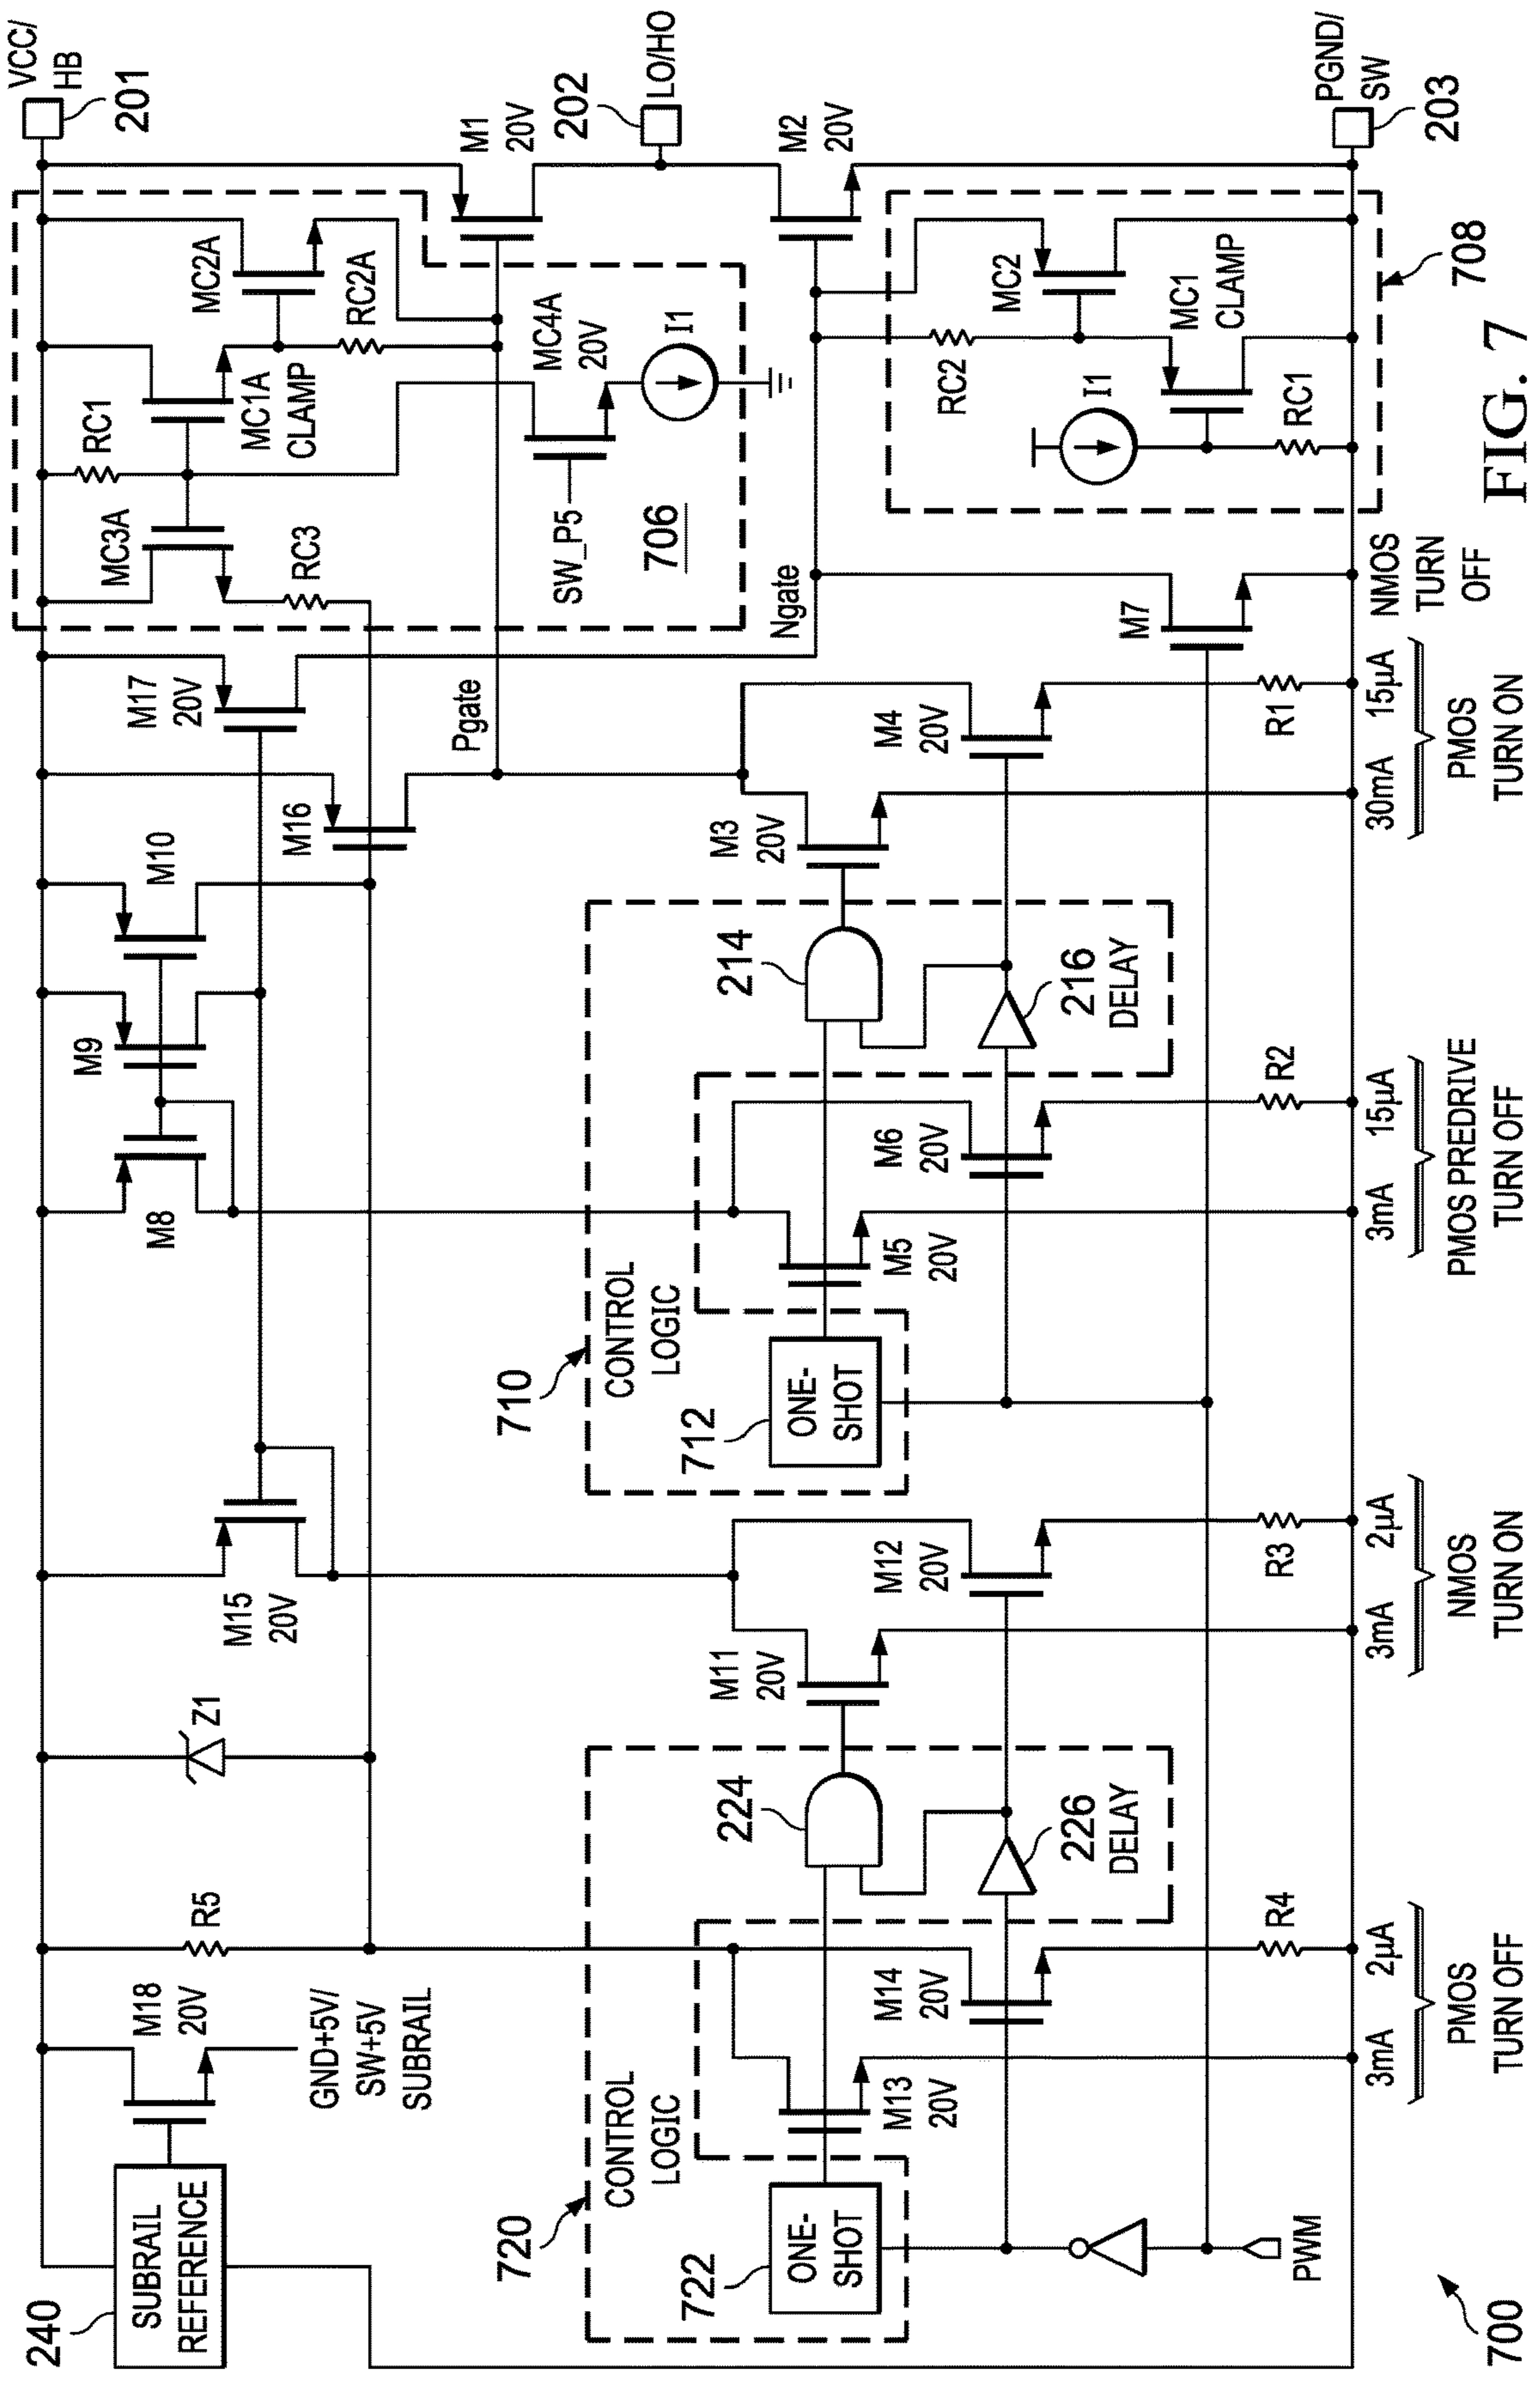 VCC/
HB
201
M1
20V
202
LO/HO
M2
20V
PGND/
SW
203
MC2A
RC2A
MC1A
CLAMP
RC1
MC3A
RC3
MC4A
20V
I1
SW_P5
706
MC2
RC2
MC1
CLAMP
I1
RC1
708
FIG. 7
Ngate
Pgate
M17
20V
M16
M10
M9
M8
M7
NMOS
TURN
OFF
M4
20V
M3
20V
R1
15µA
30mA
PMOS
TURN ON
214
216
DELAY
M6
20V
M5
20V
R2
15µA
3mA
PMOS PREDRIVE
TURN OFF
CONTROL
LOGIC
710
ONE-
SHOT
712
M15
20V
M12
20V
M11
20V
R3
2µA
3mA
NMOS
TURN ON
Z1
224
226
DELAY
R5
M14
20V
M13
20V
R4
2µA
3mA
PMOS
TURN OFF
M18
20V
GND+5V/
SW+5V
SUBRAIL
SUBRAIL
REFERENCE
240
CONTROL
LOGIC
720
ONE-
SHOT
722
PWM
700